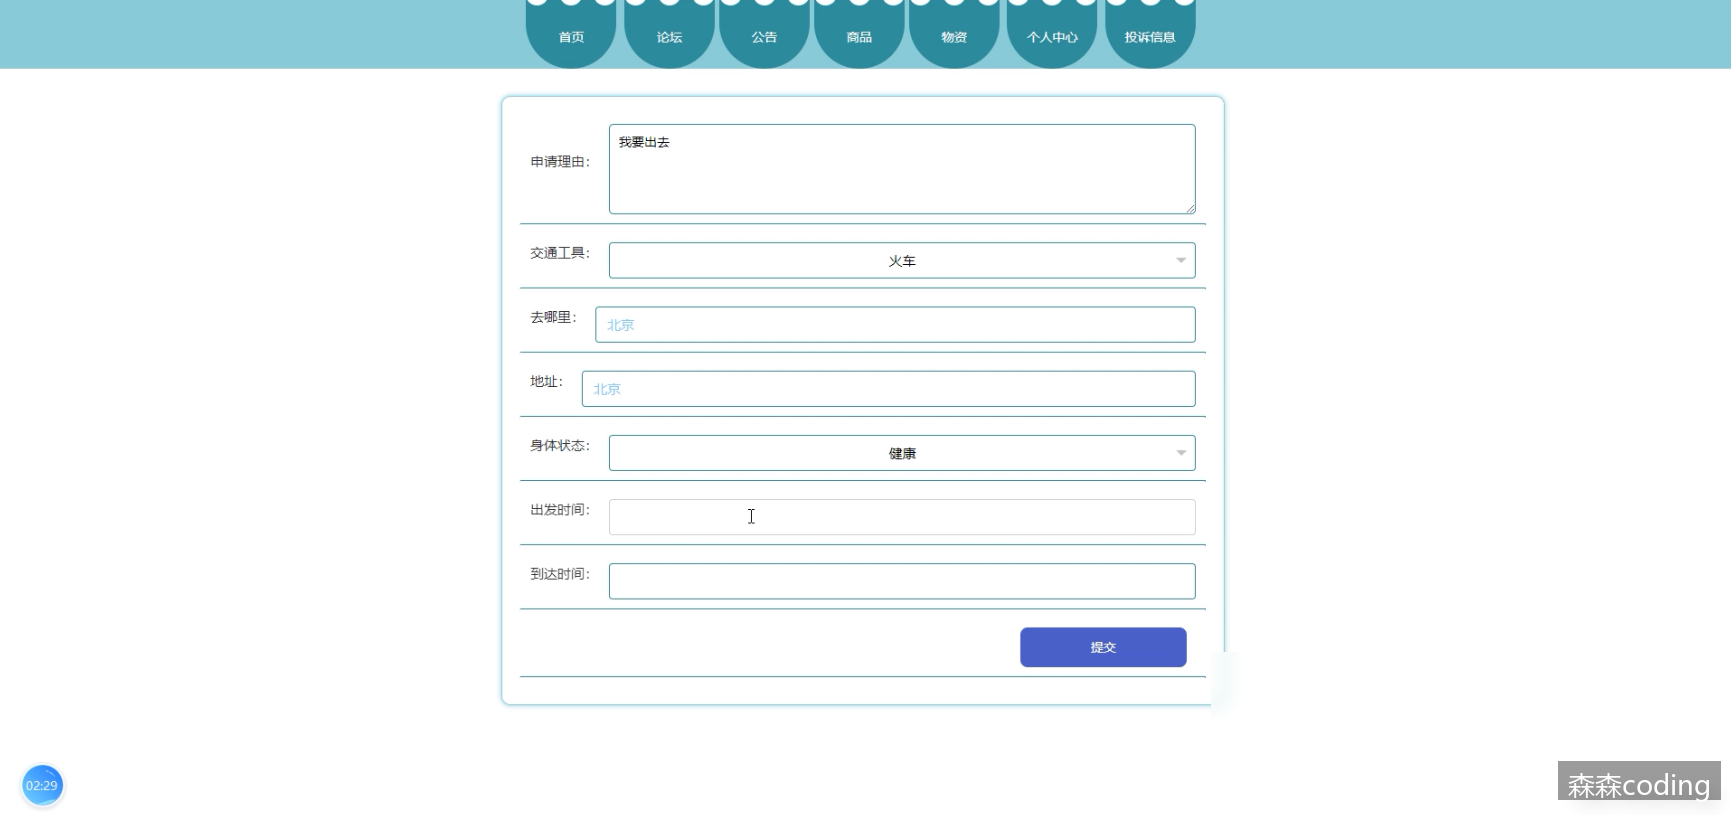 首页 论坛 公告 商品 物资 个人中心 投诉信息
申请理由： 我要出去
交通工具： 火车
去哪里： 北京
地址： 北京
身体状态： 健康
出发时间：
到达时间：
提交
02:29
森森coding